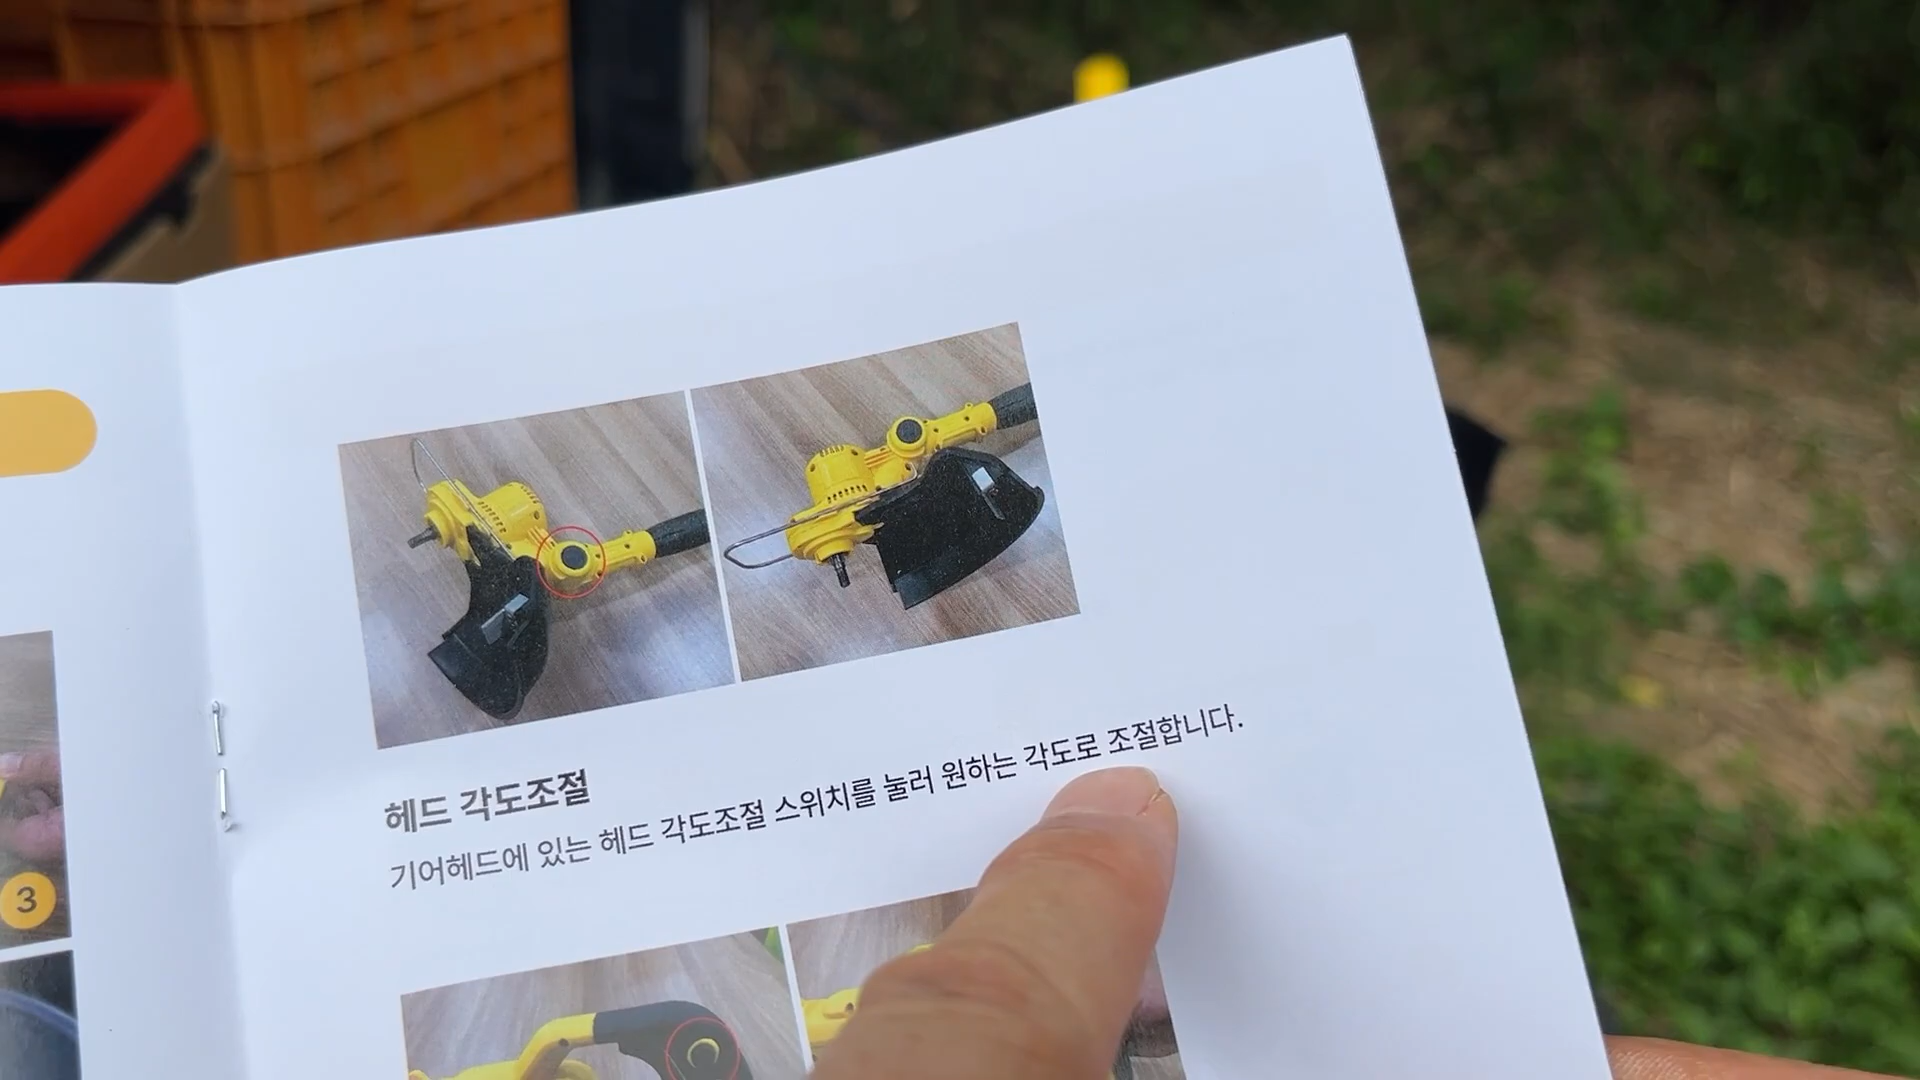 헤드 각도조절
기어헤드에 있는 헤드 각도조절 스위치를 눌러 원하는 각도로 조절합니다.
3